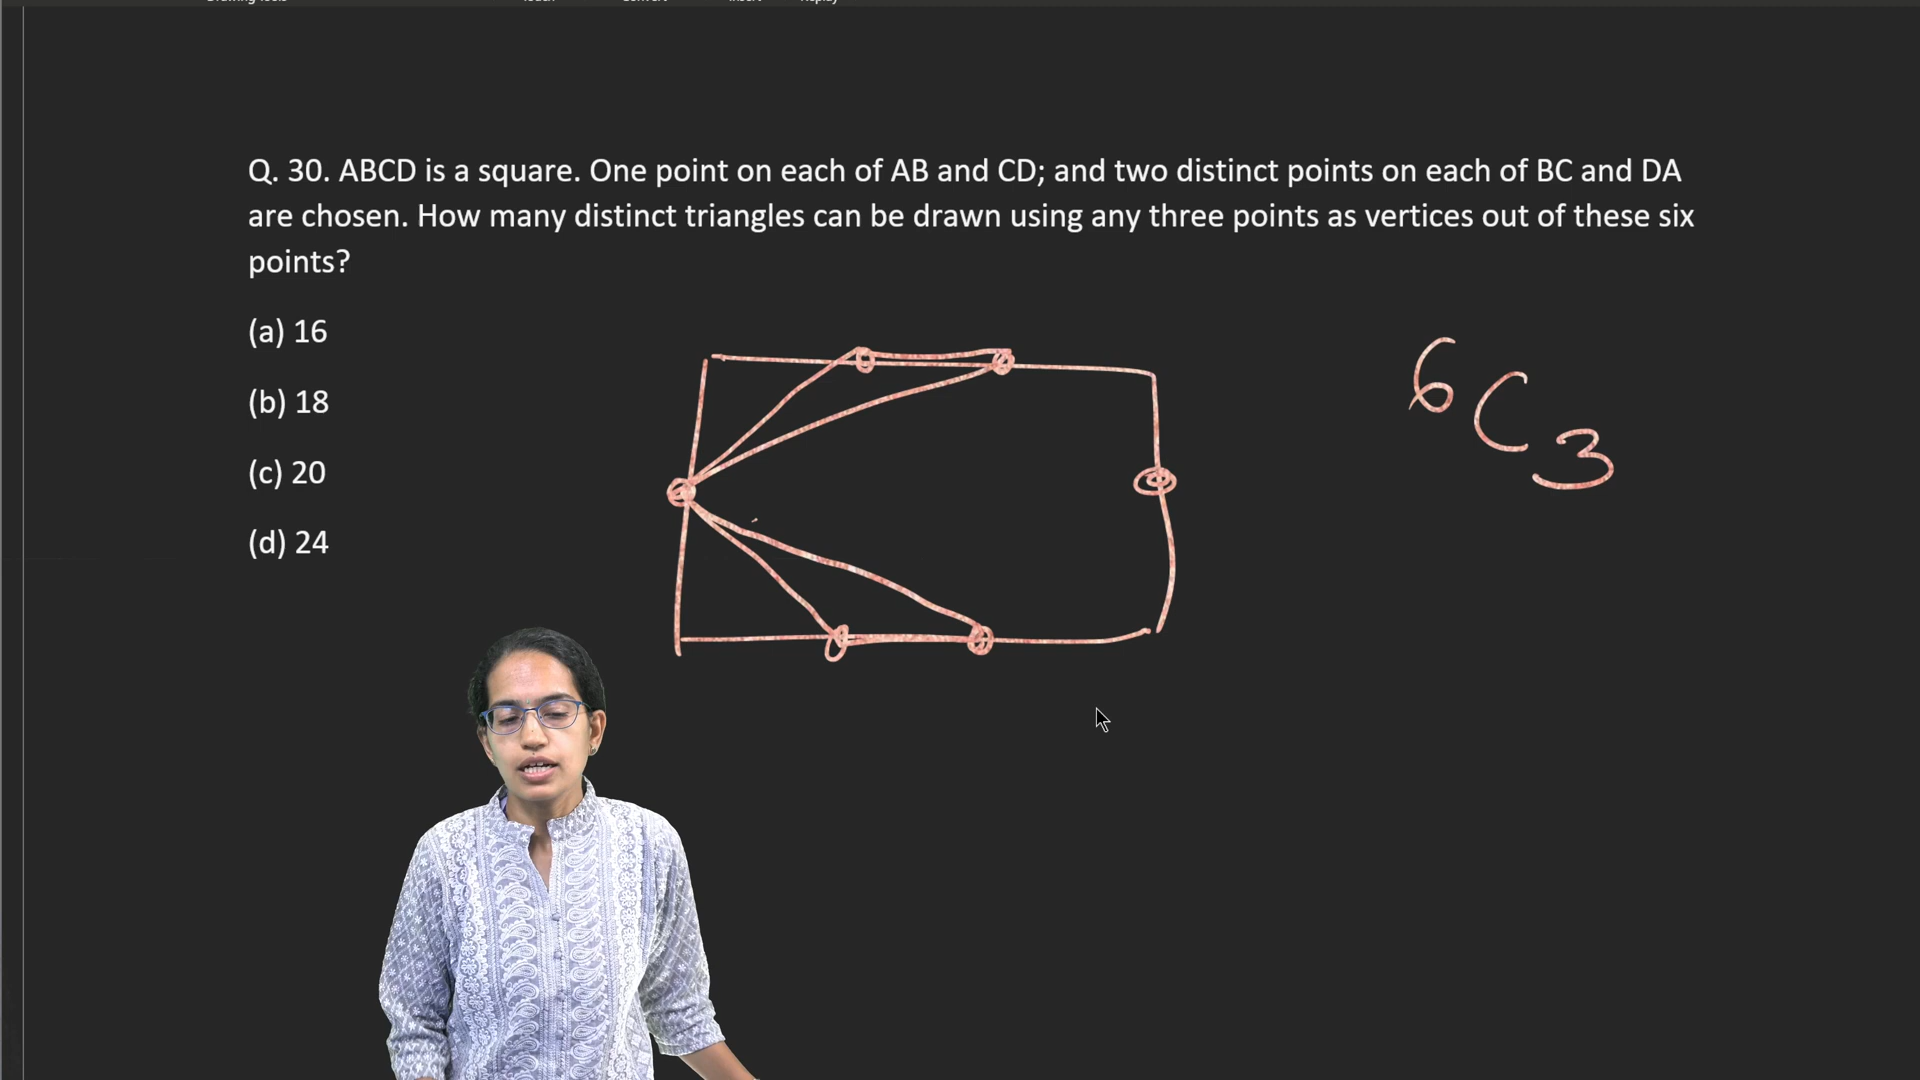 Q. 30. ABCD is a square. One point on each of AB and CD; and two distinct points on each of BC and DA
are chosen. How many distinct triangles can be drawn using any three points as vertices out of these six
points?
(a) 16
(b) 18
(c) 20
(d) 24
6C3